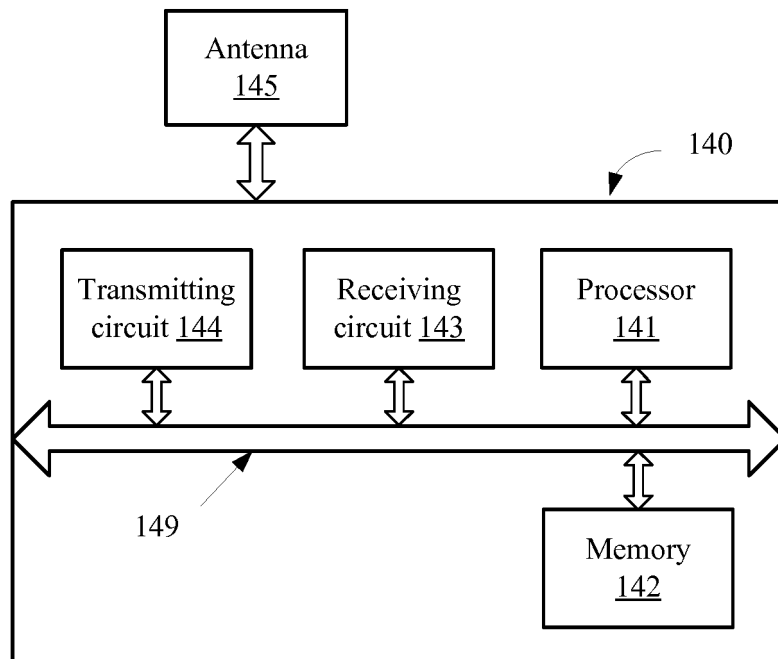 Antenna
145
140
Transmitting
circuit 144
Receiving
circuit 143
Processor
141
149
Memory
142